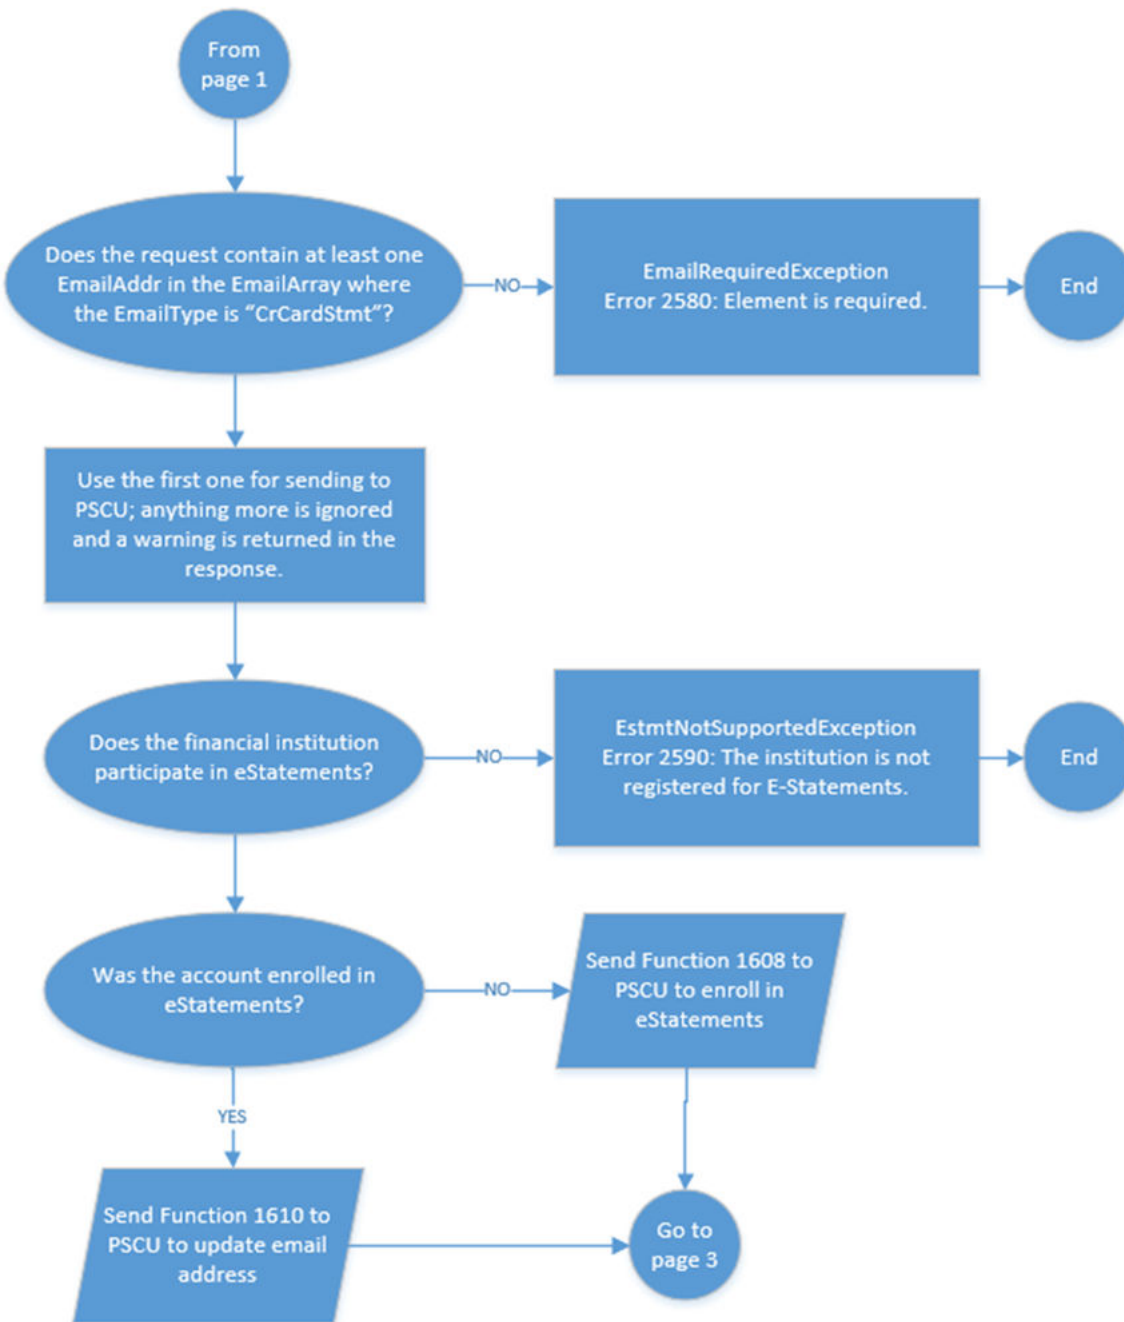 From
page 1
Does the request contain at least one
EmailAddr in the EmailArray where
the EmailType is “CrCardStmt”?
NO
EmailRequiredException
Error 2580: Element is required.
End
Use the first one for sending to
PSCU; anything more is ignored
and a warning is returned in the
response.
Does the financial institution
participate in eStatements?
NO
EstmtNotSupportedException
Error 2590: The institution is not
registered for E-Statements.
End
Was the account enrolled in
eStatements?
NO
Send Function 1608 to
PSCU to enroll in
eStatements
YES
Send Function 1610 to
PSCU to update email
address
Go to
page 3